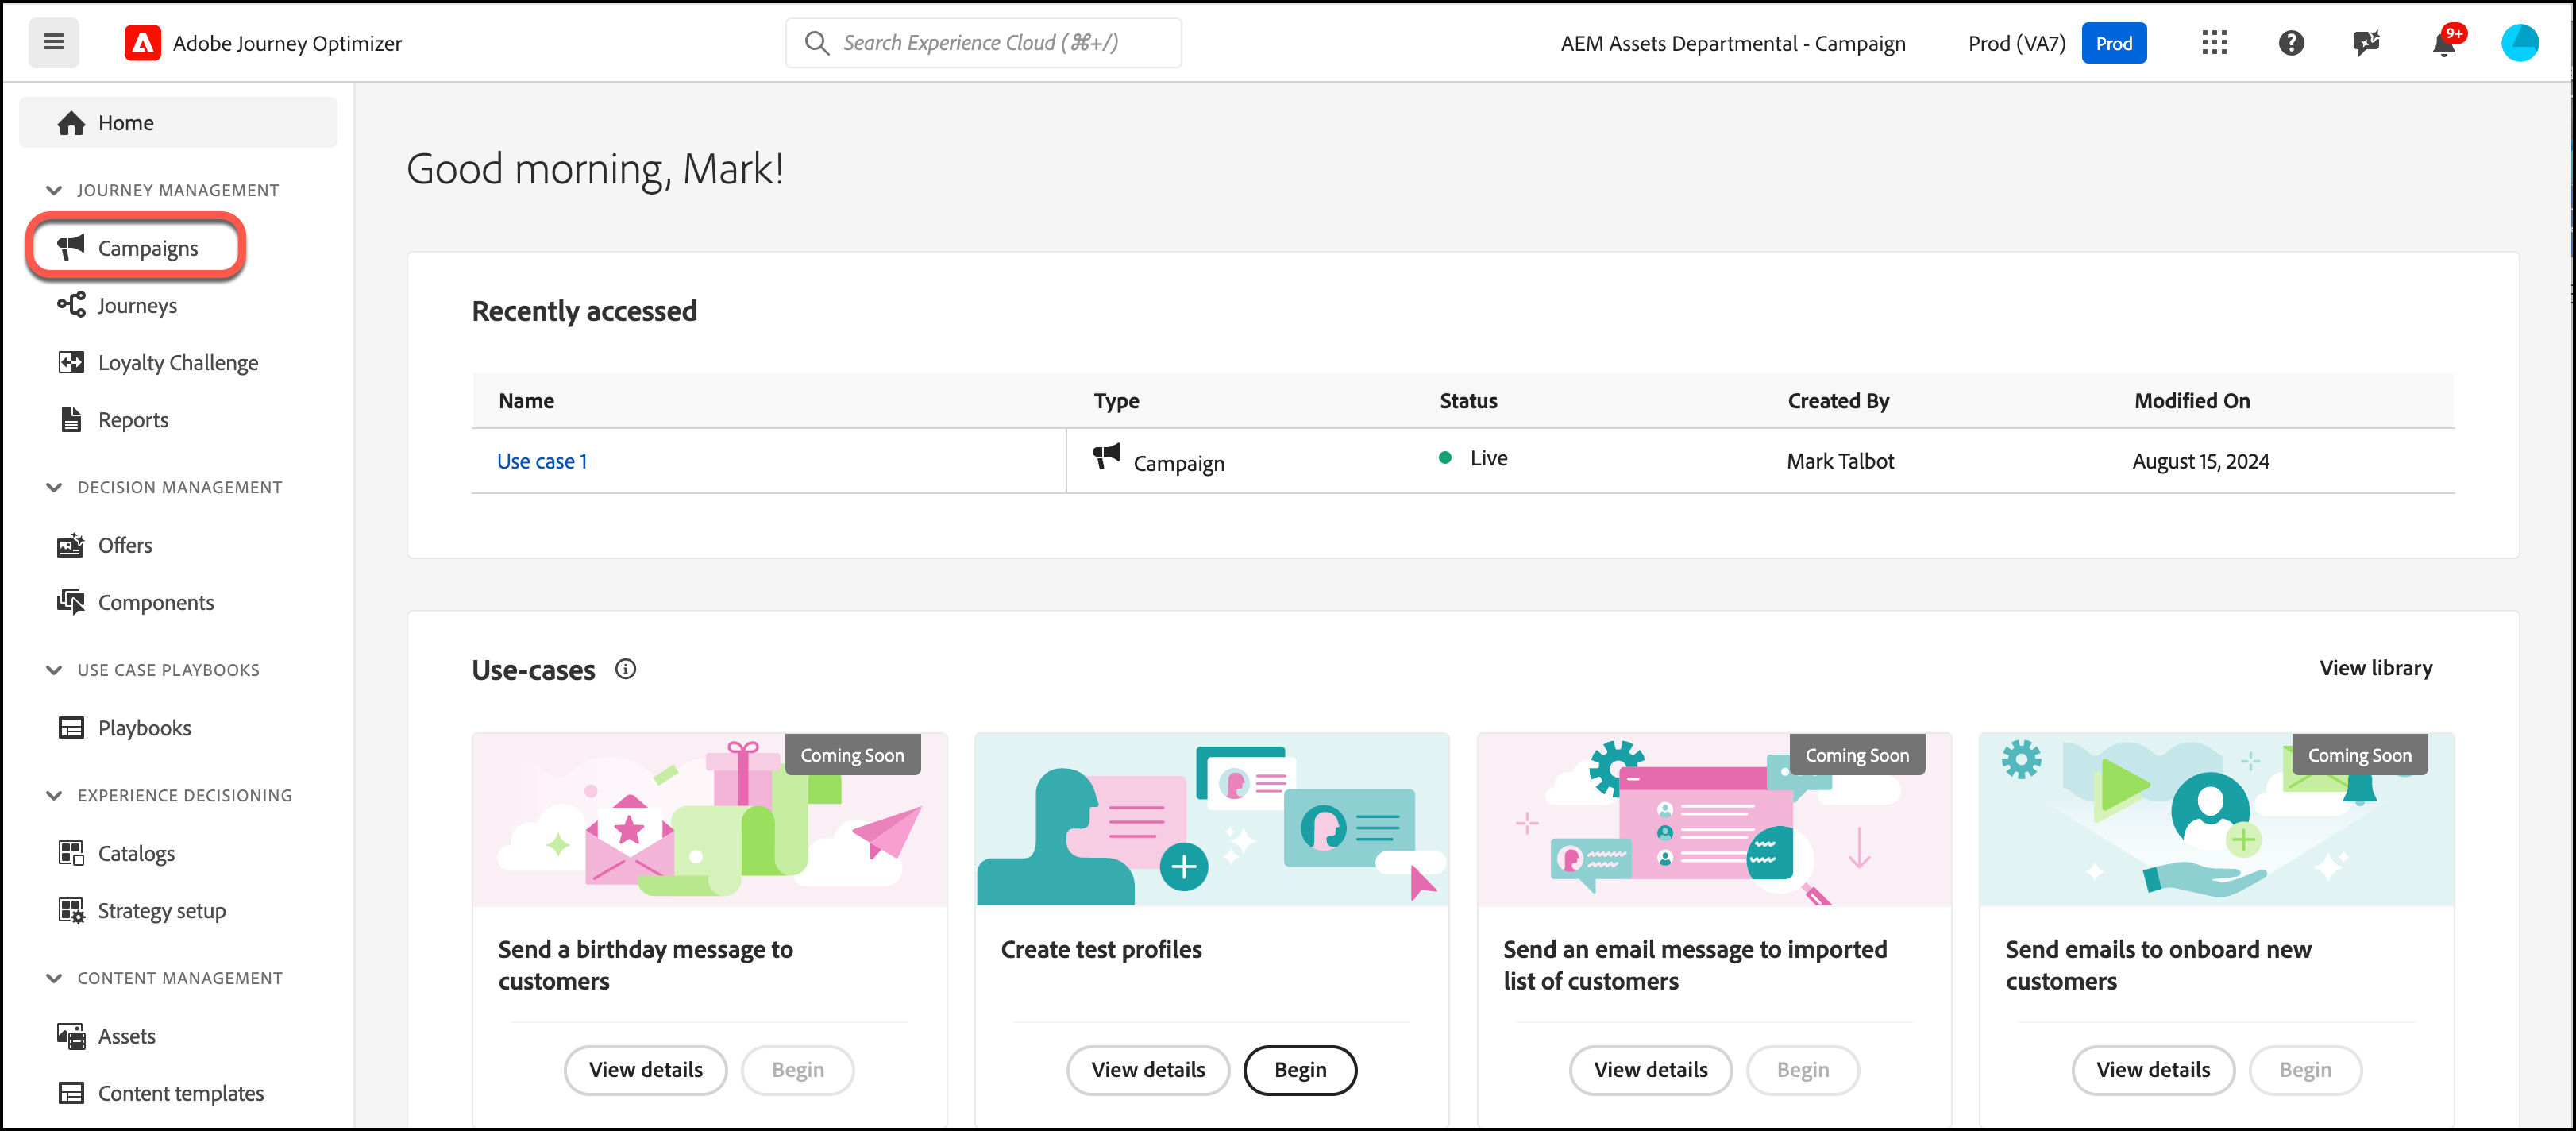 Adobe Journey Optimizer
Search Experience Cloud (⌘+/)
AEM Assets Departmental - Campaign
Prod (VA7)
Prod
9+
Home
JOURNEY MANAGEMENT
Campaigns
Journeys
Loyalty Challenge
Reports
DECISION MANAGEMENT
Offers
Components
USE CASE PLAYBOOKS
Playbooks
EXPERIENCE DECISIONING
Catalogs
Strategy setup
CONTENT MANAGEMENT
Assets
Content templates
Good morning, Mark!
Recently accessed
Name Type Status Created By Modified On
Use case 1 Campaign Live Mark Talbot August 15, 2024
Use-cases
View library
Coming Soon
Send a birthday message to
customers
View details Begin
Create test profiles
View details Begin
Coming Soon
Send an email message to imported
list of customers
View details Begin
Coming Soon
Send emails to onboard new
customers
View details Begin